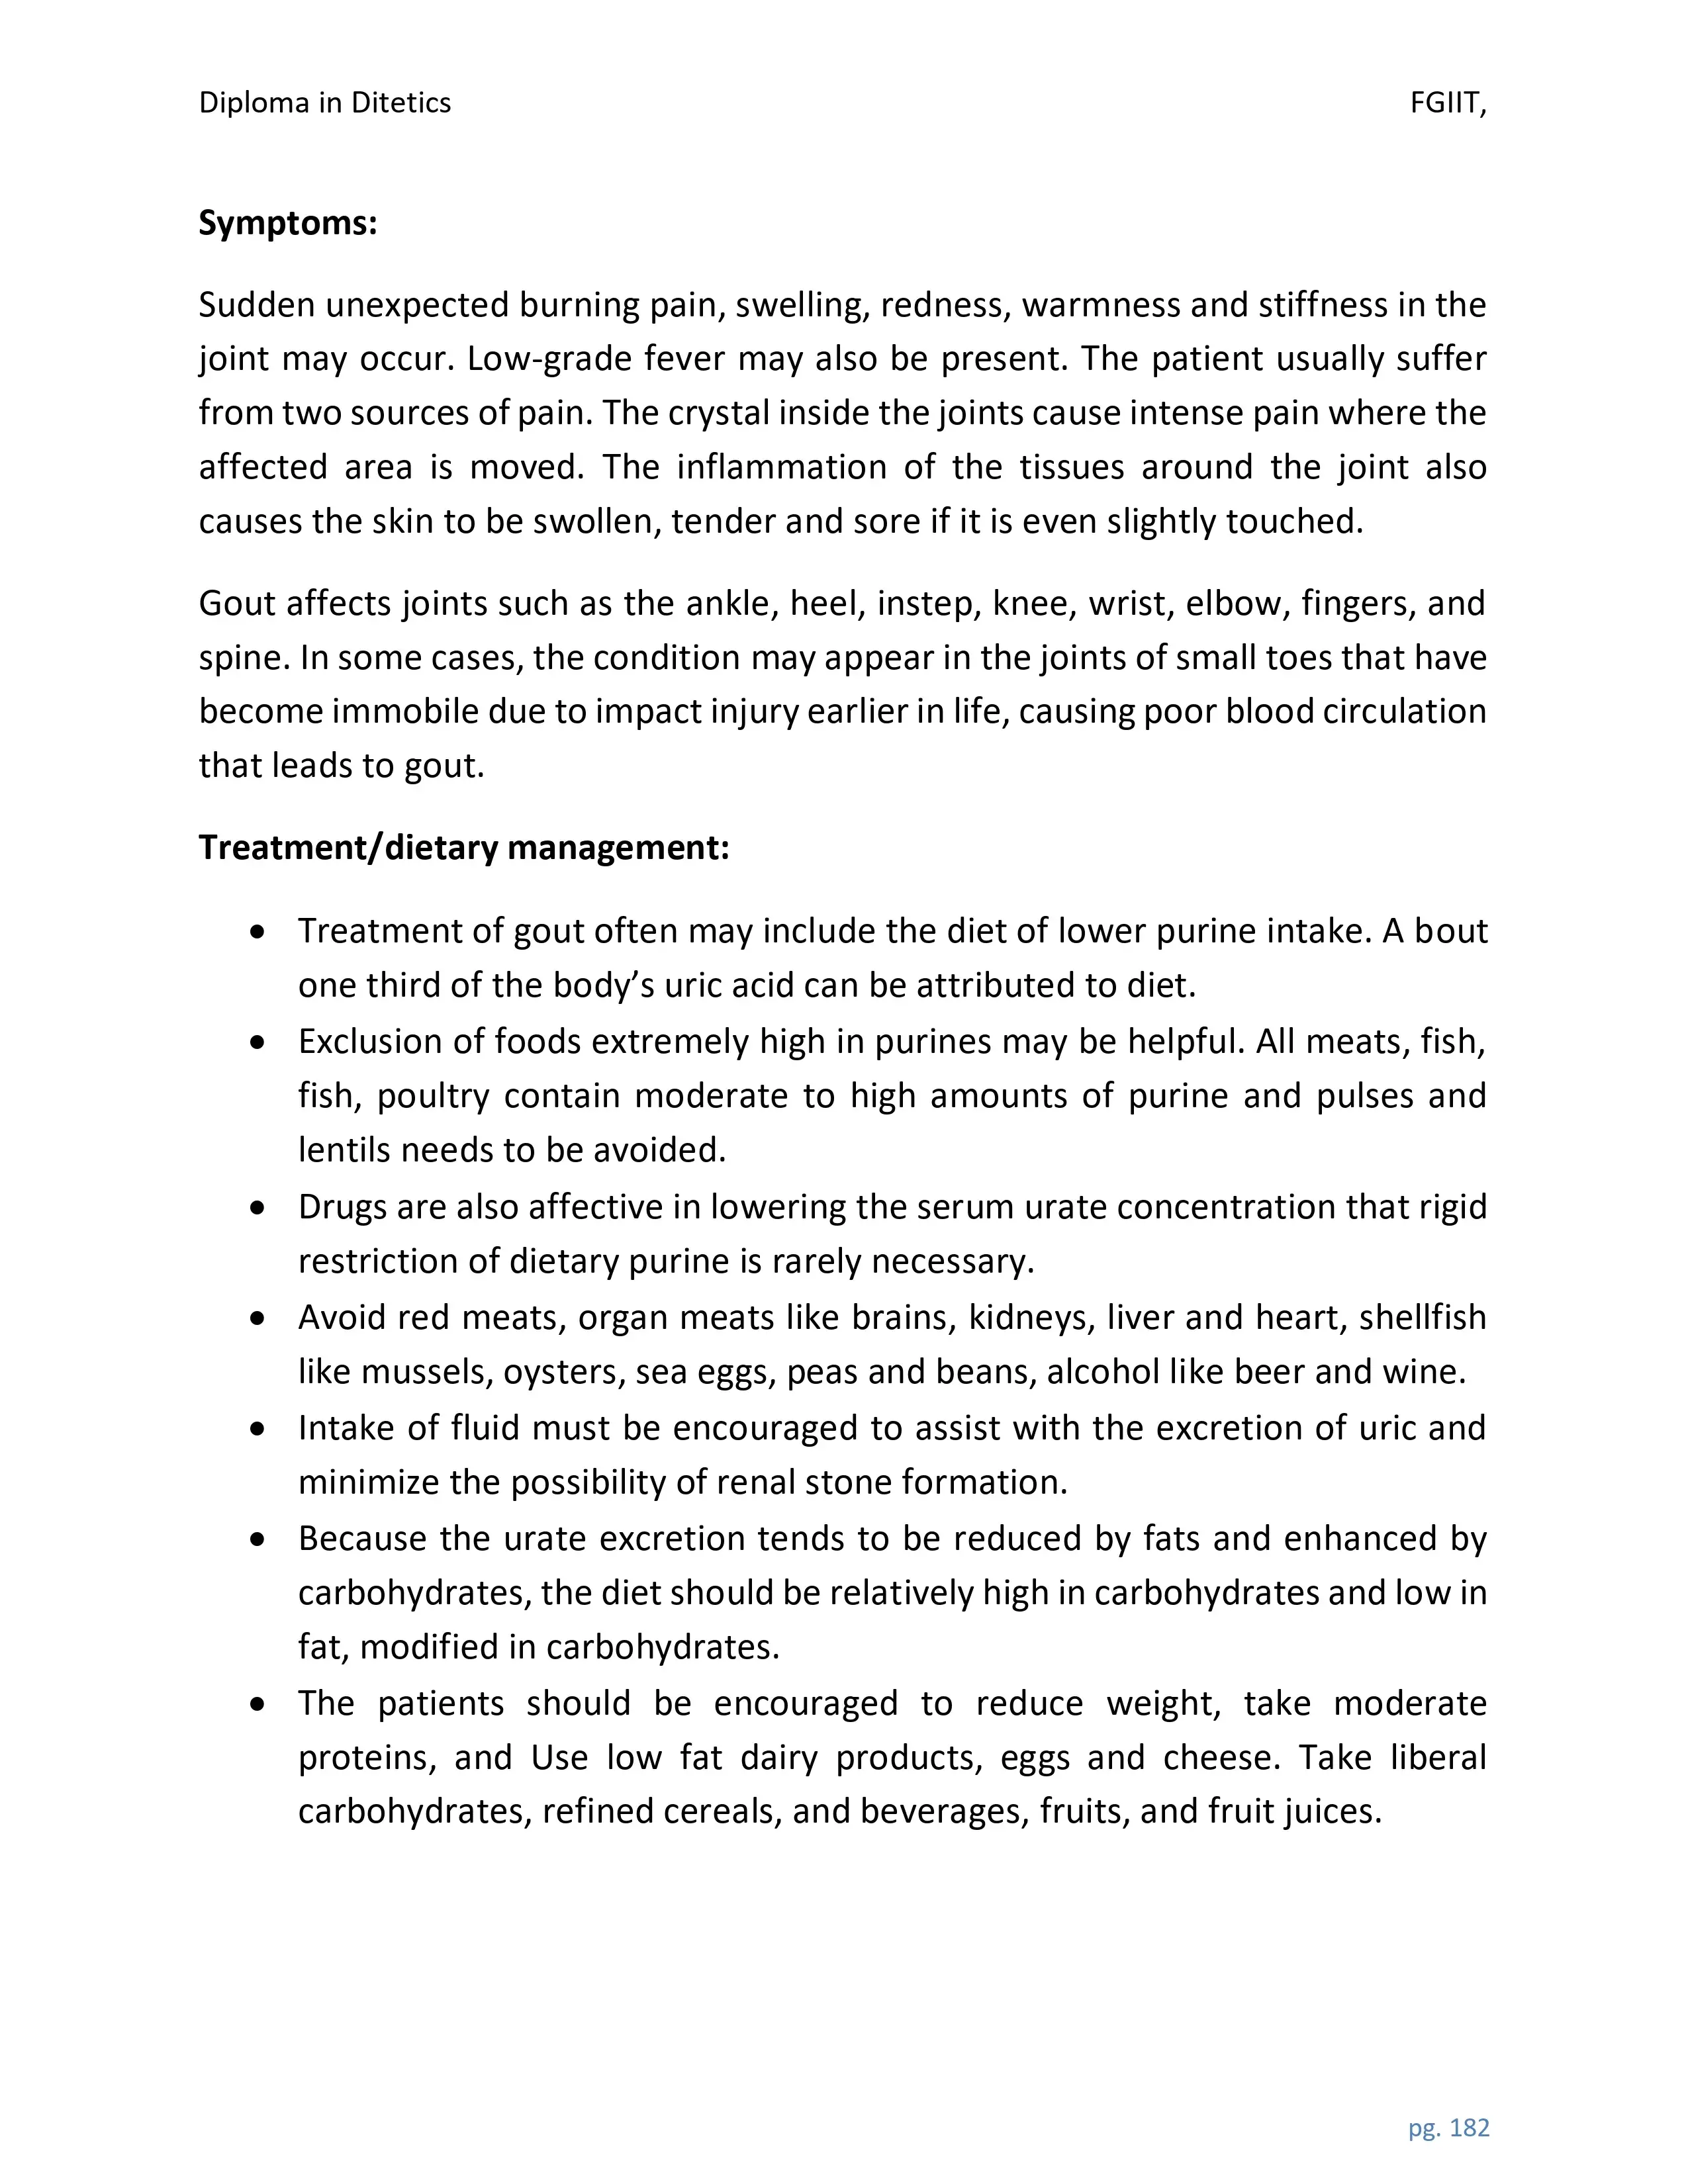 Diploma in Ditetics FGIIT,
Symptoms:
Sudden unexpected burning pain, swelling, redness, warmness and stiffness in the
joint may occur. Low-grade fever may also be present. The patient usually suffer
from two sources of pain. The crystal inside the joints cause intense pain where the
affected area is moved. The inflammation of the tissues around the joint also
causes the skin to be swollen, tender and sore if it is even slightly touched.
Gout affects joints such as the ankle, heel, instep, knee, wrist, elbow, fingers, and
spine. In some cases, the condition may appear in the joints of small toes that have
become immobile due to impact injury earlier in life, causing poor blood circulation
that leads to gout.
Treatment/dietary management:
• Treatment of gout often may include the diet of lower purine intake. A bout
one third of the body’s uric acid can be attributed to diet.
• Exclusion of foods extremely high in purines may be helpful. All meats, fish,
fish, poultry contain moderate to high amounts of purine and pulses and
lentils needs to be avoided.
• Drugs are also affective in lowering the serum urate concentration that rigid
restriction of dietary purine is rarely necessary.
• Avoid red meats, organ meats like brains, kidneys, liver and heart, shellfish
like mussels, oysters, sea eggs, peas and beans, alcohol like beer and wine.
• Intake of fluid must be encouraged to assist with the excretion of uric and
minimize the possibility of renal stone formation.
• Because the urate excretion tends to be reduced by fats and enhanced by
carbohydrates, the diet should be relatively high in carbohydrates and low in
fat, modified in carbohydrates.
• The patients should be encouraged to reduce weight, take moderate
proteins, and Use low fat dairy products, eggs and cheese. Take liberal
carbohydrates, refined cereals, and beverages, fruits, and fruit juices.
pg. 182